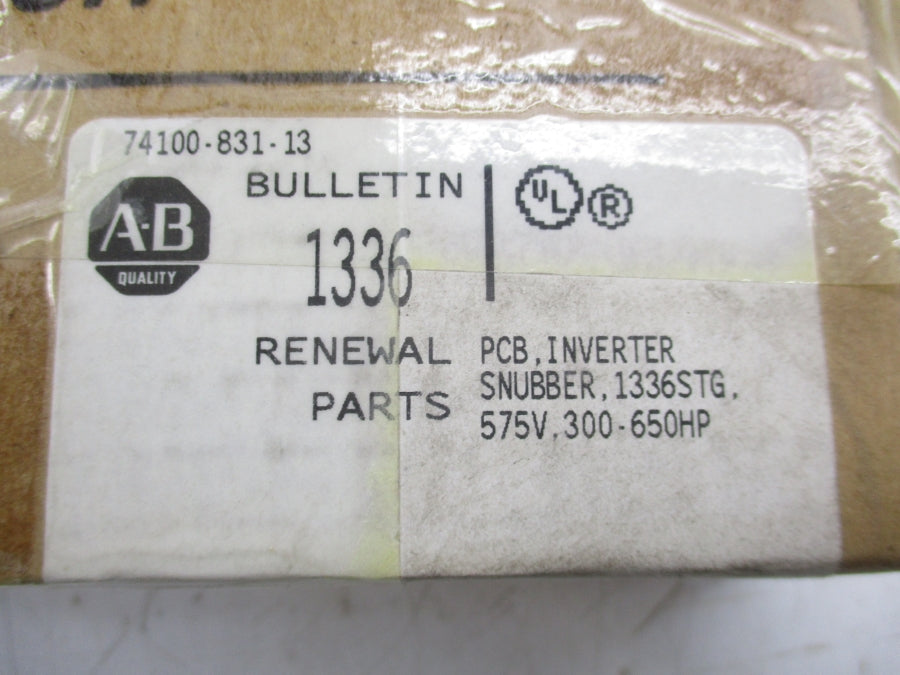 74100-831-13
BULLETIN
1336
RENEWAL
PARTS
A-B
QUALITY
UL ®
PCB,INVERTER
SNUBBER,1336STG,
575V,300-650HP